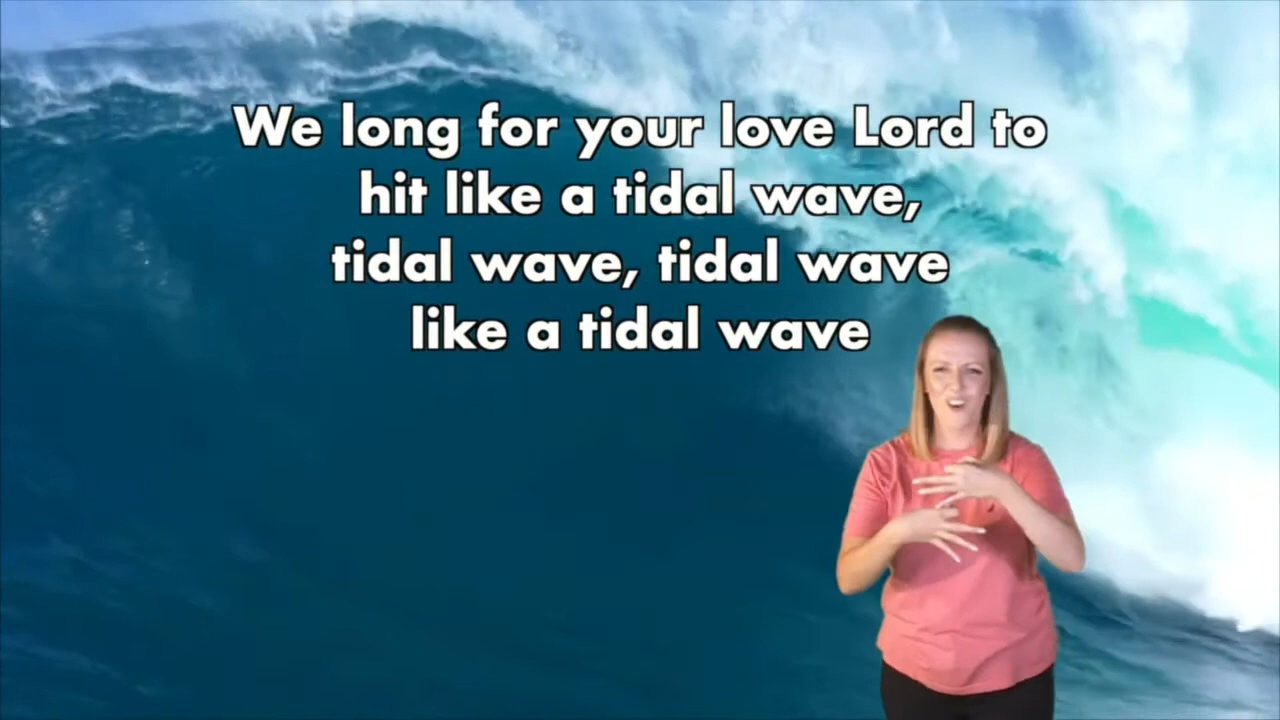 We long for your love Lord to
hit like a tidal wave,
tidal wave, tidal wave
like a tidal wave